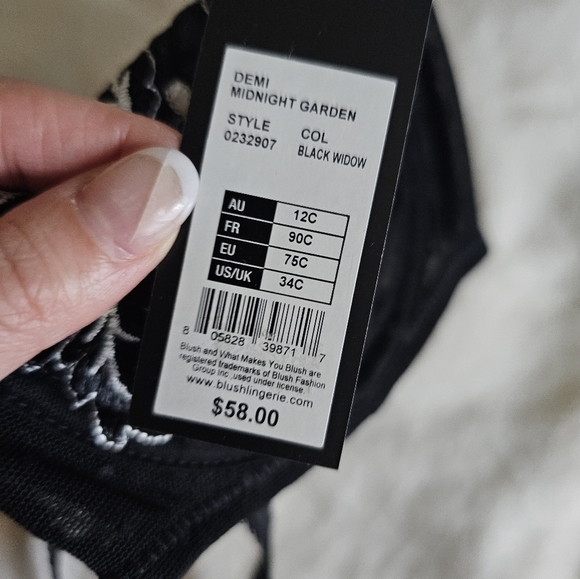 DEMI
MIDNIGHT GARDEN
STYLE COL
0232907 BLACK WIDOW
AU 12C
FR 90C
EU 75C
US/UK 34C
8 05828 39871 7
Blush and What Makes You Blush are
registered trademarks of Blush Fashion
Group Inc ,used under license.
www.blushlingerie.com
$58.00